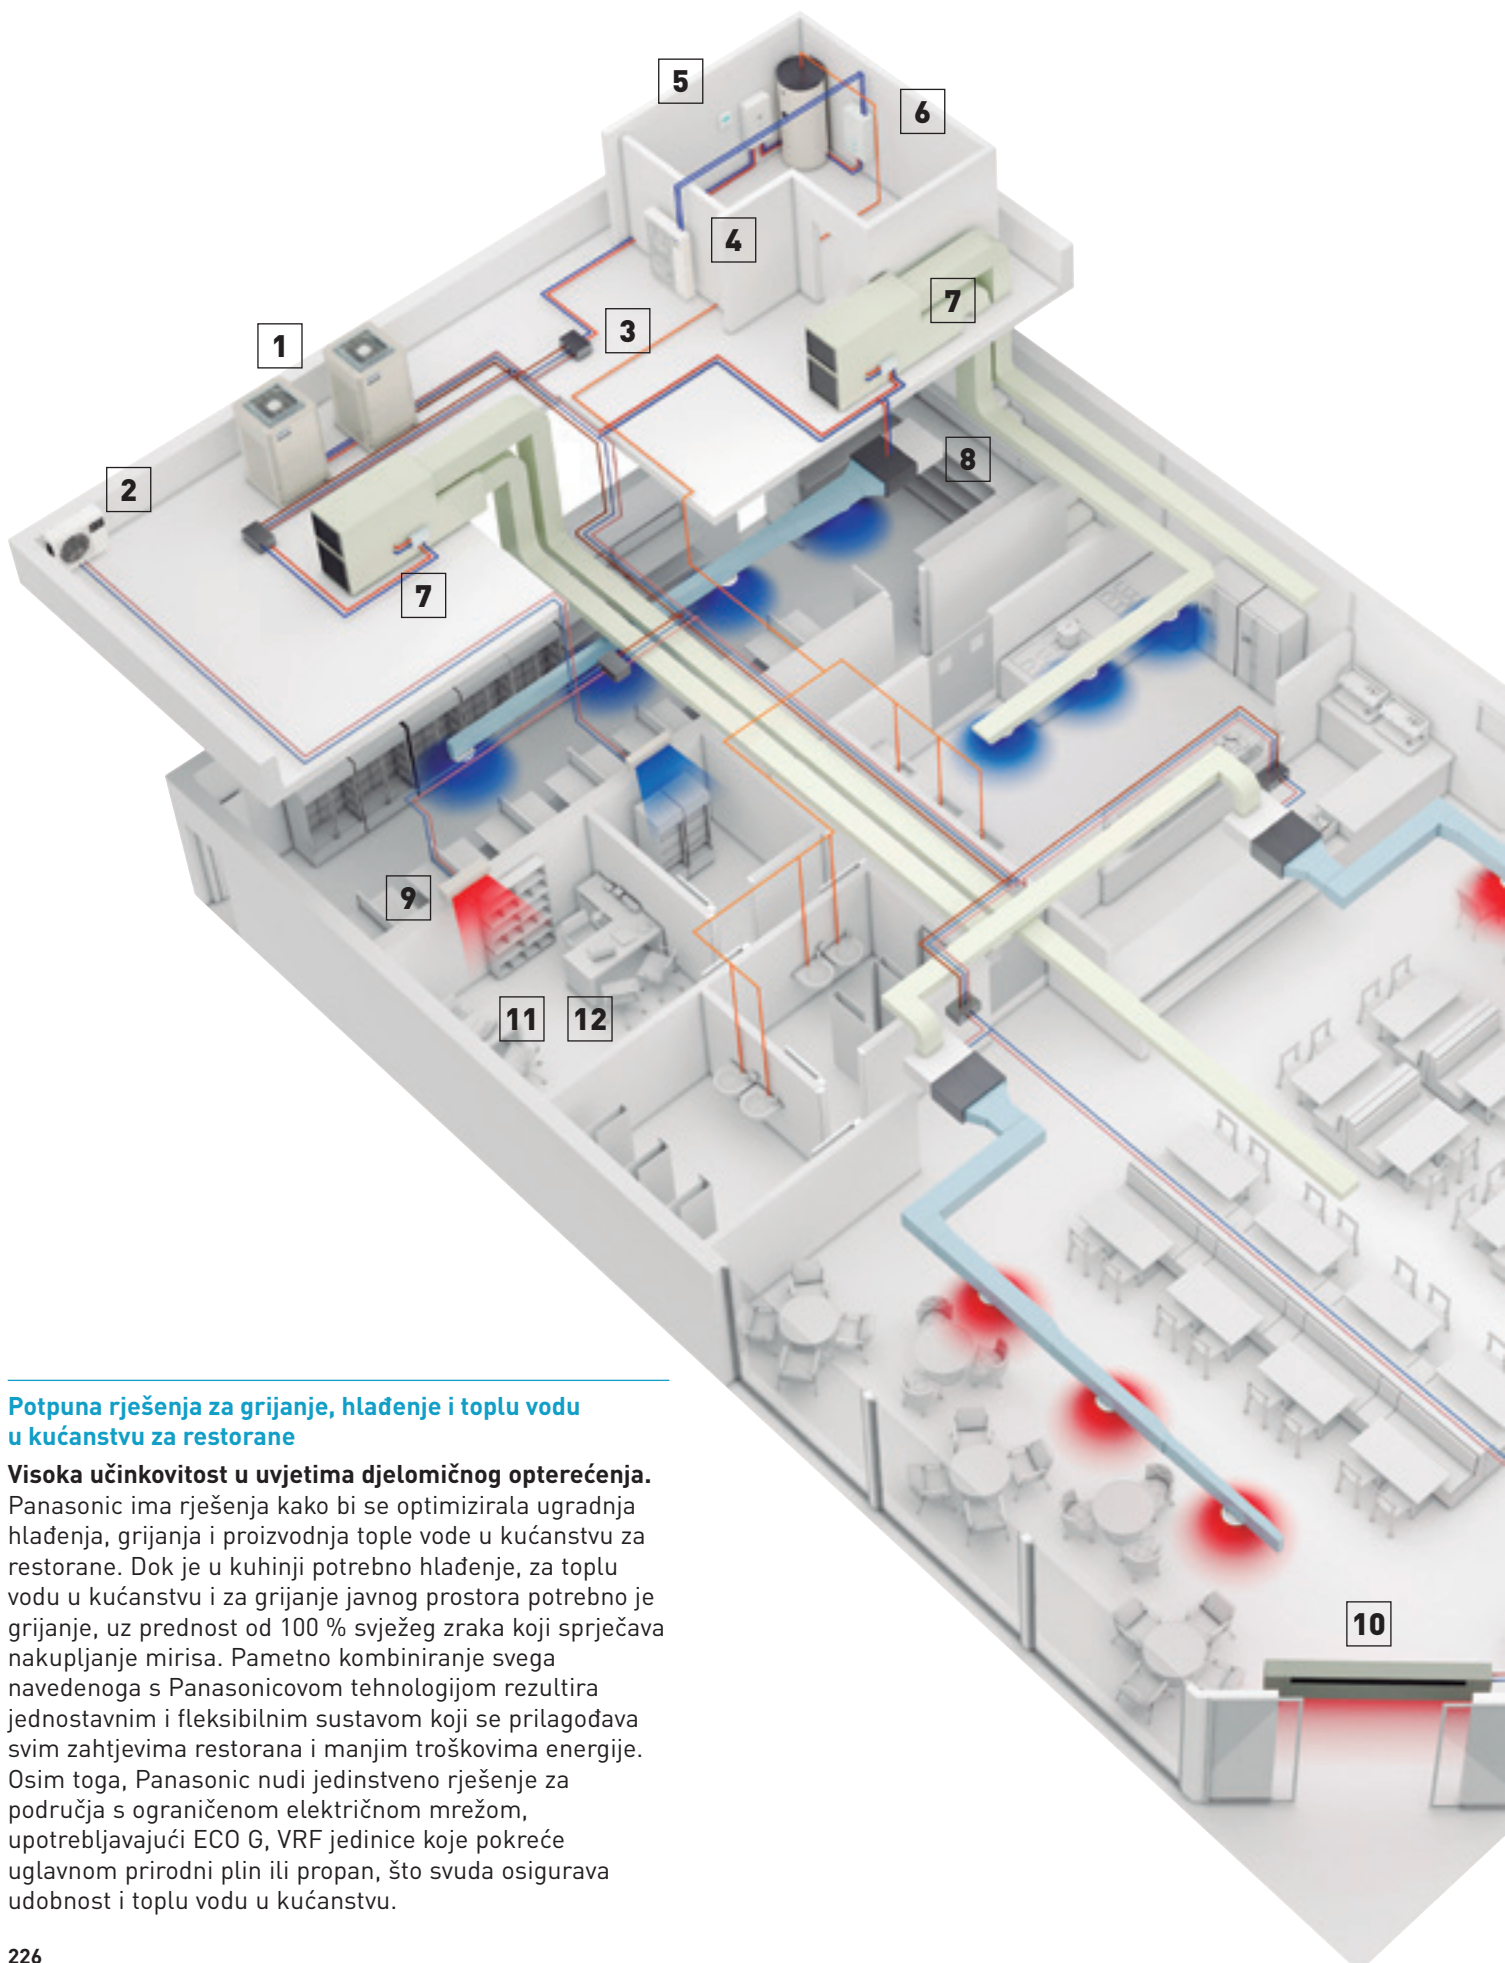 5
6
4
7
3
1
8
2
7
9
11
12
10
Potpuna rješenja za grijanje, hlađenje i toplu vodu
u kućanstvu za restorane
Visoka učinkovitost u uvjetima djelomičnog opterećenja.
Panasonic ima rješenja kako bi se optimizirala ugradnja
hlađenja, grijanja i proizvodnja tople vode u kućanstvu za
restorane. Dok je u kuhinji potrebno hlađenje, za toplu
vodu u kućanstvu i za grijanje javnog prostora potrebno je
grijanje, uz prednost od 100 % svježeg zraka koji sprječava
nakupljanje mirisa. Pametno kombiniranje svega
navedenoga s Panasonicovom tehnologijom rezultira
jednostavnim i fleksibilnim sustavom koji se prilagođava
svim zahtjevima restorana i manjim troškovima energije.
Osim toga, Panasonic nudi jedinstveno rješenje za
područja s ograničenom električnom mrežom,
upotrebljavajući ECO G, VRF jedinice koje pokreće
uglavnom prirodni plin ili propan, što svuda osigurava
udobnost i toplu vodu u kućanstvu.
226